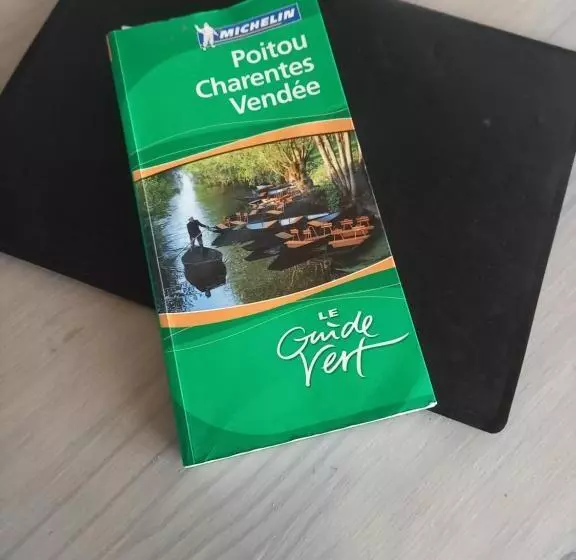 MICHELIN
Poitou
Charentes
Vendée
LE
Guide
Vert